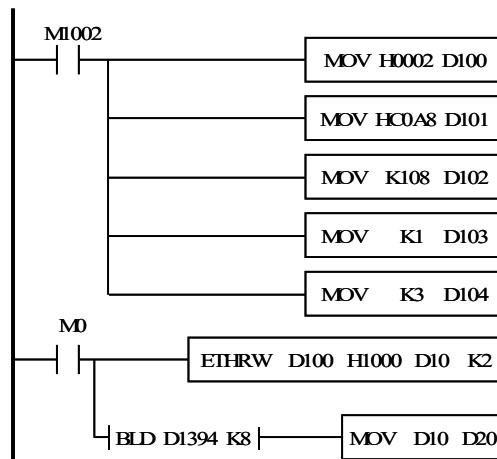 M1002
MOV H0002 D100
MOV HC0A8 D101
MOV K108 D102
MOV K1 D103
MOV K3 D104
M0
ETHRW D100 H1000 D10 K2
BLD D1394 K8 MOV D10 D20